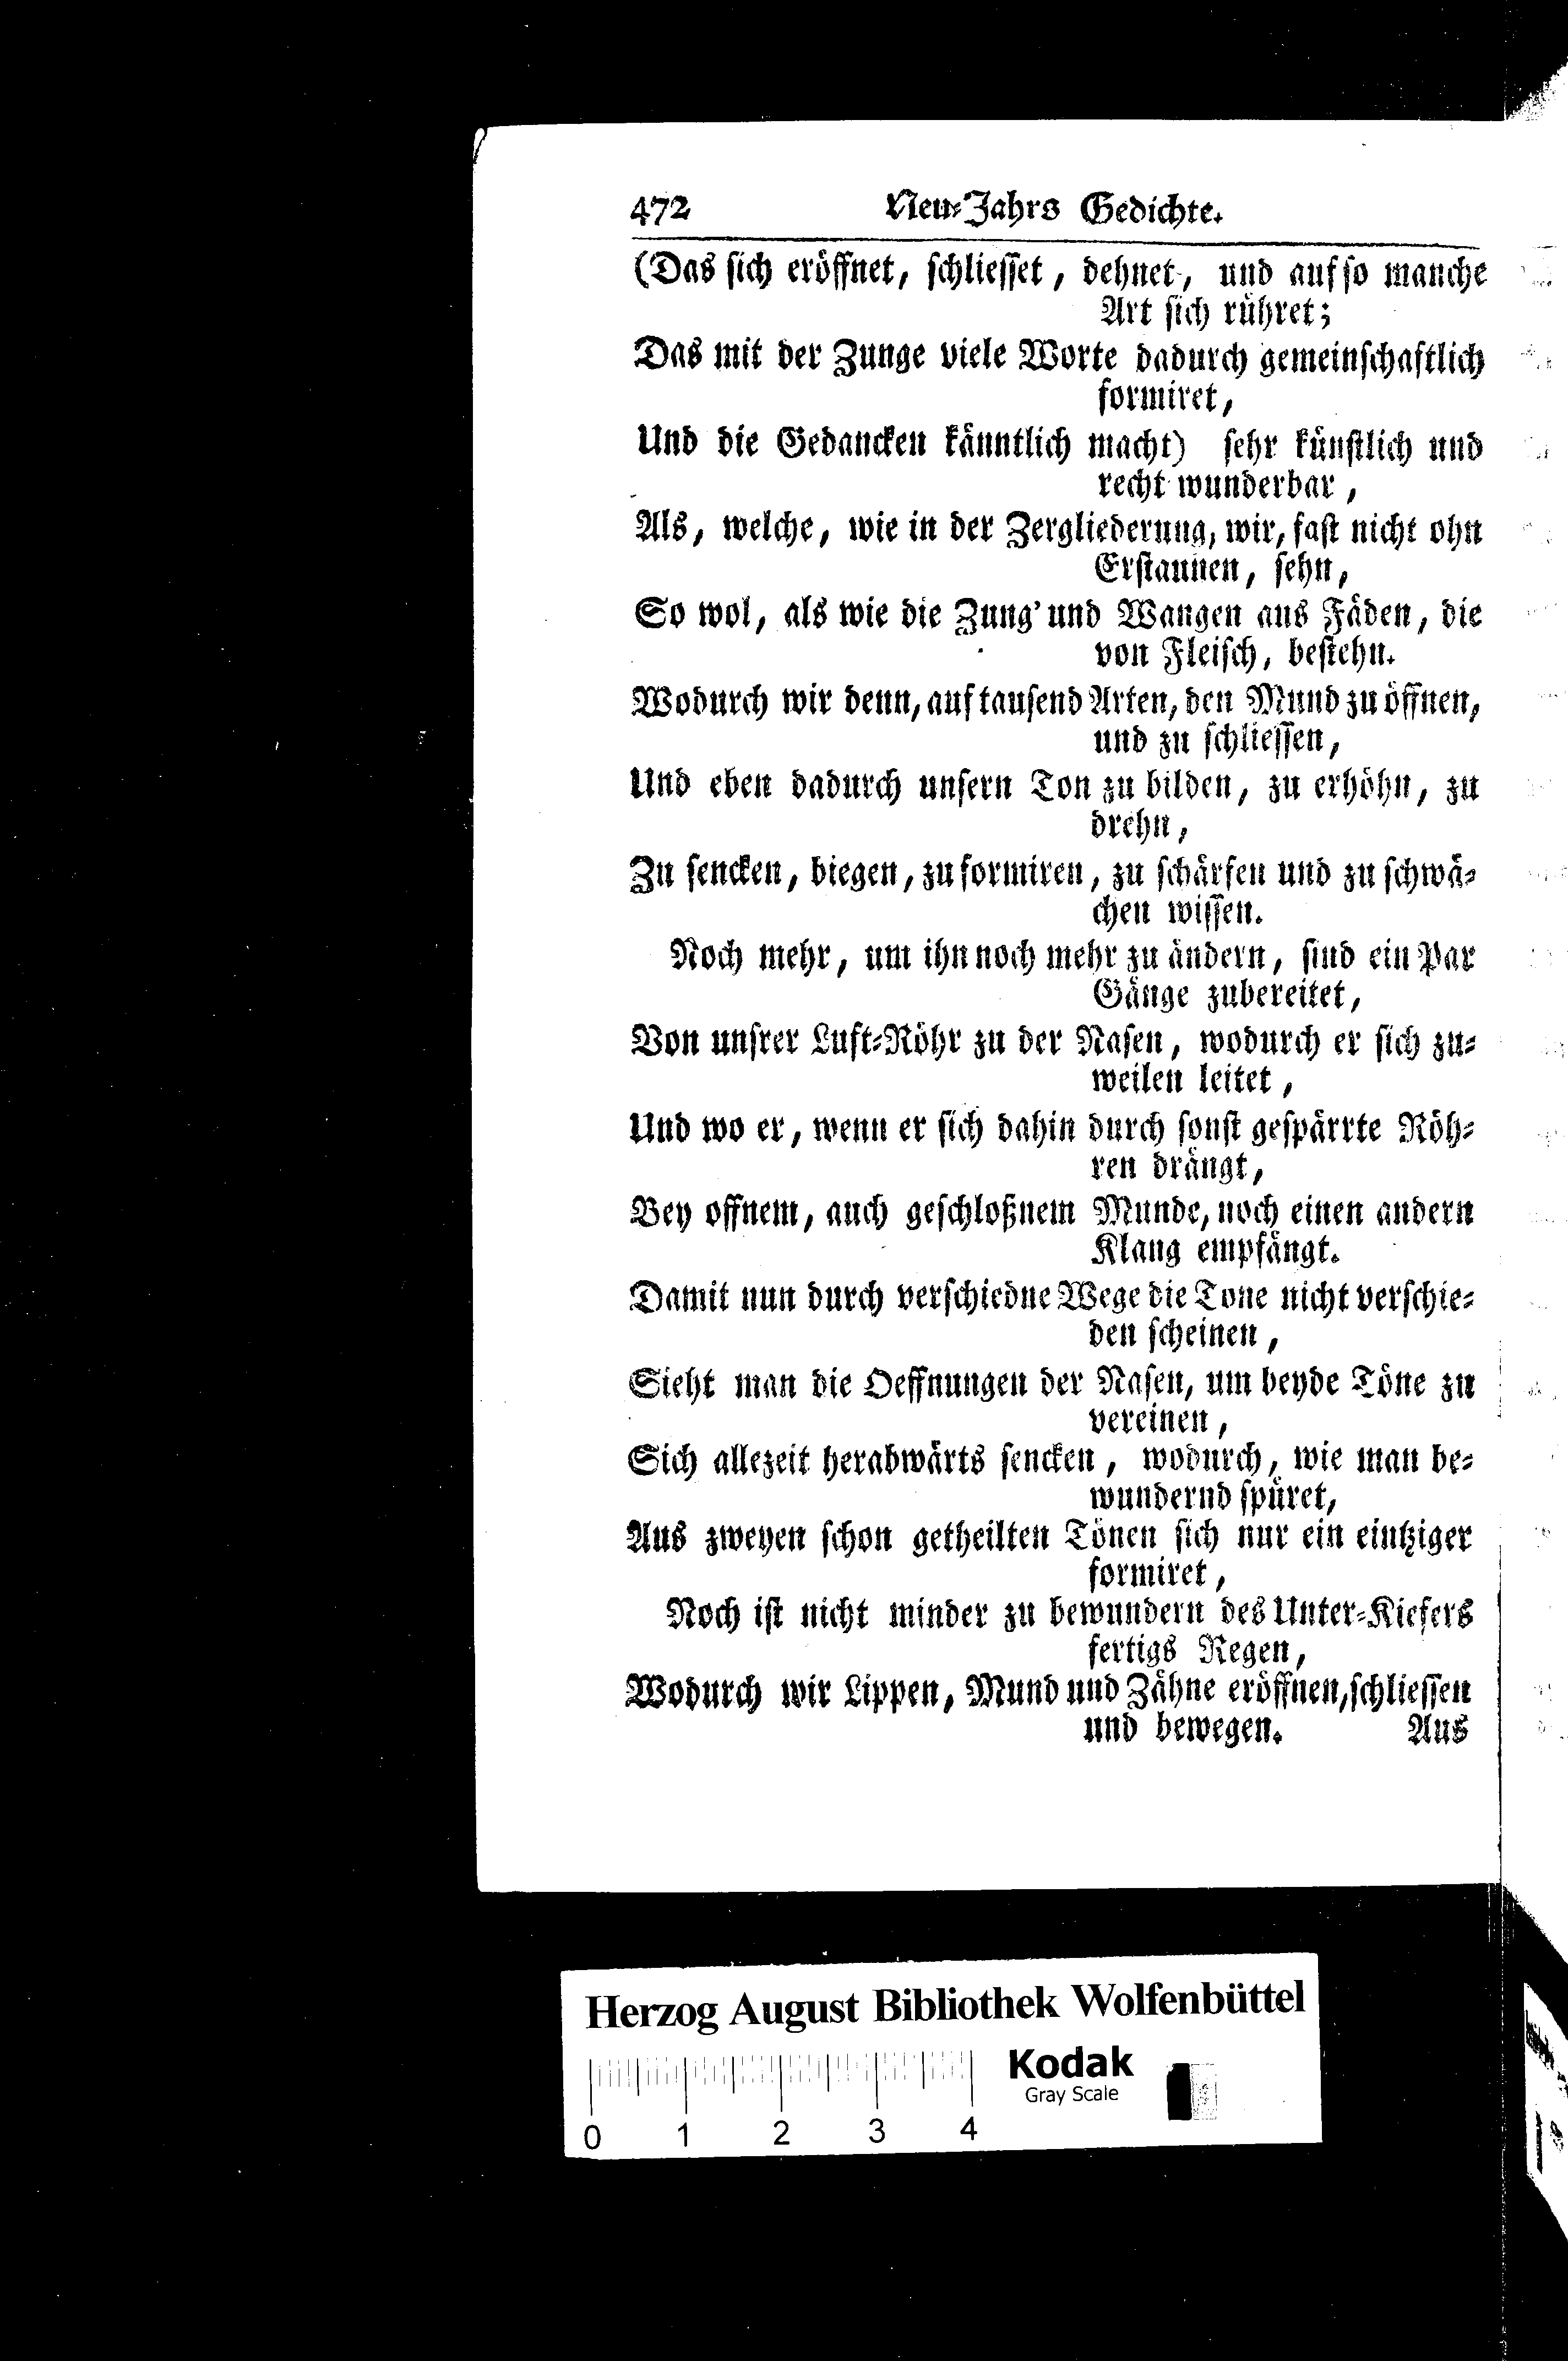 472 Neu-Jahrs Gedichte.
(Das sich eröffnet, schliesset, dehnet, und auf so manche
Art sich rühret;
Das mit der Zunge viele Worte dadurch gemeinschaftlich
formiret,
Und die Gedancken känntlich macht) sehr künstlich und
recht wunderbar,
Als, welche, wie in der Zergliederung, wir, fast nicht ohn
Erstaunen, sehn,
So wol, als wie die Zung' und Wangen aus Fäden, die
von Fleisch, bestehn.
Wodurch wir denn, auf tausend Arten, den Mund zu öffnen,
und zu schliessen,
Und eben dadurch unsern Ton zu bilden, zu erhöhn, zu
drehn,
Zu sencken, biegen, zu formiren, zu schärfen und zu schwä-
chen wissen.
Noch mehr, um ihn noch mehr zu ändern, sind ein Par
Gänge zubereitet,
Von unsrer Luft-Röhr zu der Nasen, wodurch er sich zu-
weilen leitet,
Und wo er, wenn er sich dahin durch sonst gespärrte Röh-
ren drängt,
Bey offnem, auch geschloßnem Munde, noch einen andern
Klang empfängt.
Damit nun durch verschiedne Wege die Tone nicht verschie-
den scheinen,
Sieht man die Oeffnungen der Nasen, um beyde Töne zu
vereinen,
Sich allezeit herabwärts sencken, wodurch, wie man be-
wundernd spüret,
Aus zweyen schon getheilten Tönen sich nur ein eintziger
formiret,
Noch ist nicht minder zu bewundern des Unter-Kiefers
fertigs Regen,
Wodurch wir Lippen, Mund und Zähne eröffnen, schliessen
und bewegen. Aus
Herzog August Bibliothek Wolfenbüttel
Kodak
Gray Scale
0 1 2 3 4